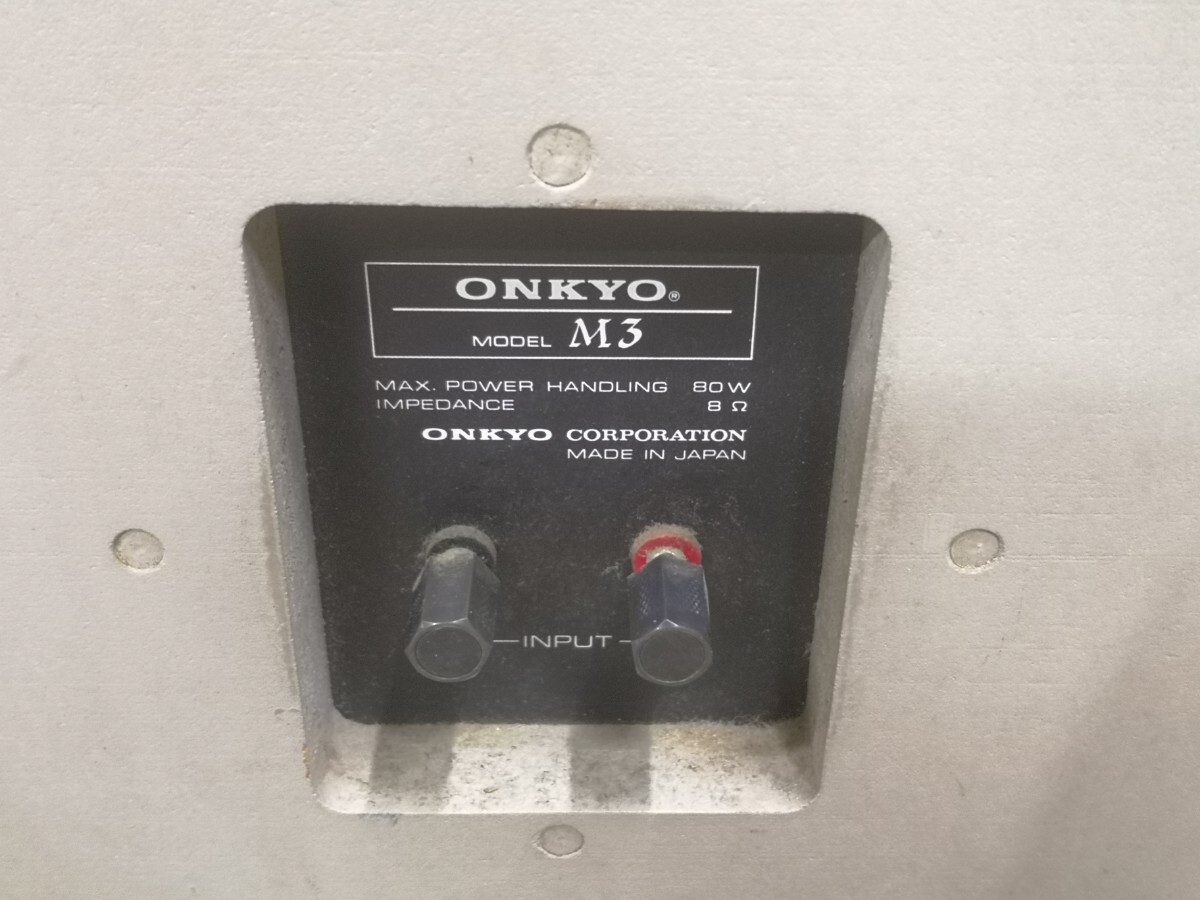 ONKYO®
MODEL M3
MAX. POWER HANDLING 80W
IMPEDANCE 8 Ω
ONKYO CORPORATION
MADE IN JAPAN
INPUT